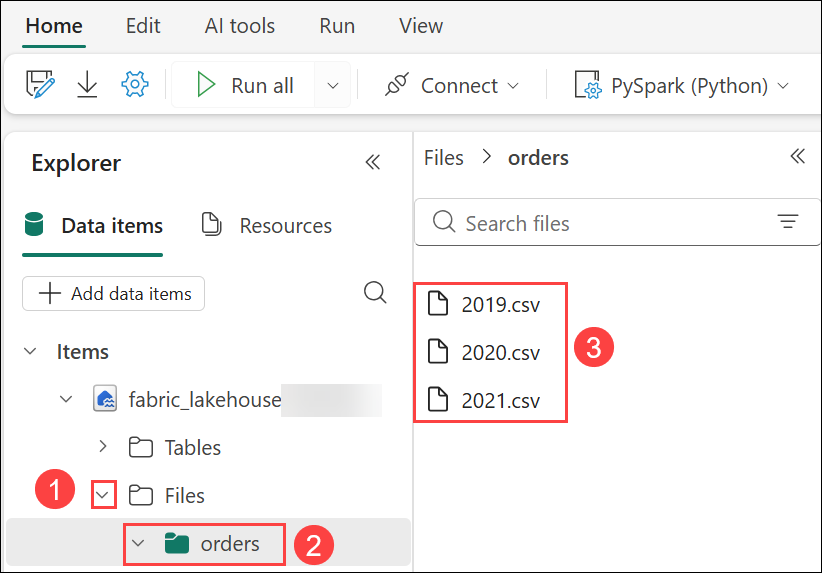 Home Edit AI tools Run View
Run all Connect PySpark (Python)
Explorer
Data items Resources
Add data items
Items
fabric_lakehouse
Tables
1 Files
orders 2
Files > orders
Search files
2019.csv
2020.csv 3
2021.csv